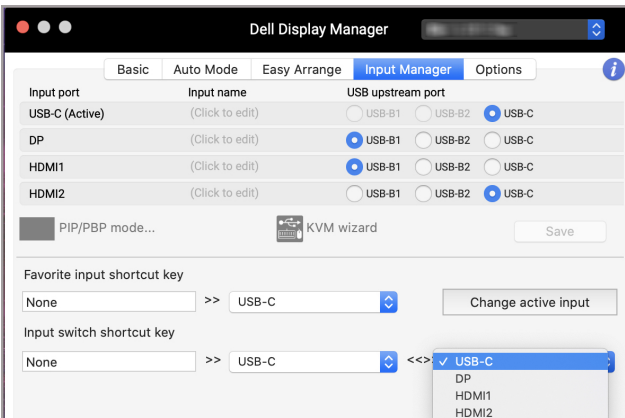 Dell Display Manager
Basic Auto Mode Easy Arrange Input Manager Options i
Input port Input name USB upstream port
USB-C (Active) (Click to edit) USB-B1 USB-B2 USB-C
DP (Click to edit) USB-B1 USB-B2 USB-C
HDMI1 (Click to edit) USB-B1 USB-B2 USB-C
HDMI2 (Click to edit) USB-B1 USB-B2 USB-C
PIP/PBP mode... KVM wizard Save
Favorite input shortcut key
None >> USB-C Change active input
Input switch shortcut key
None >> USB-C <<> ✓ USB-C
DP
HDMI1
HDMI2